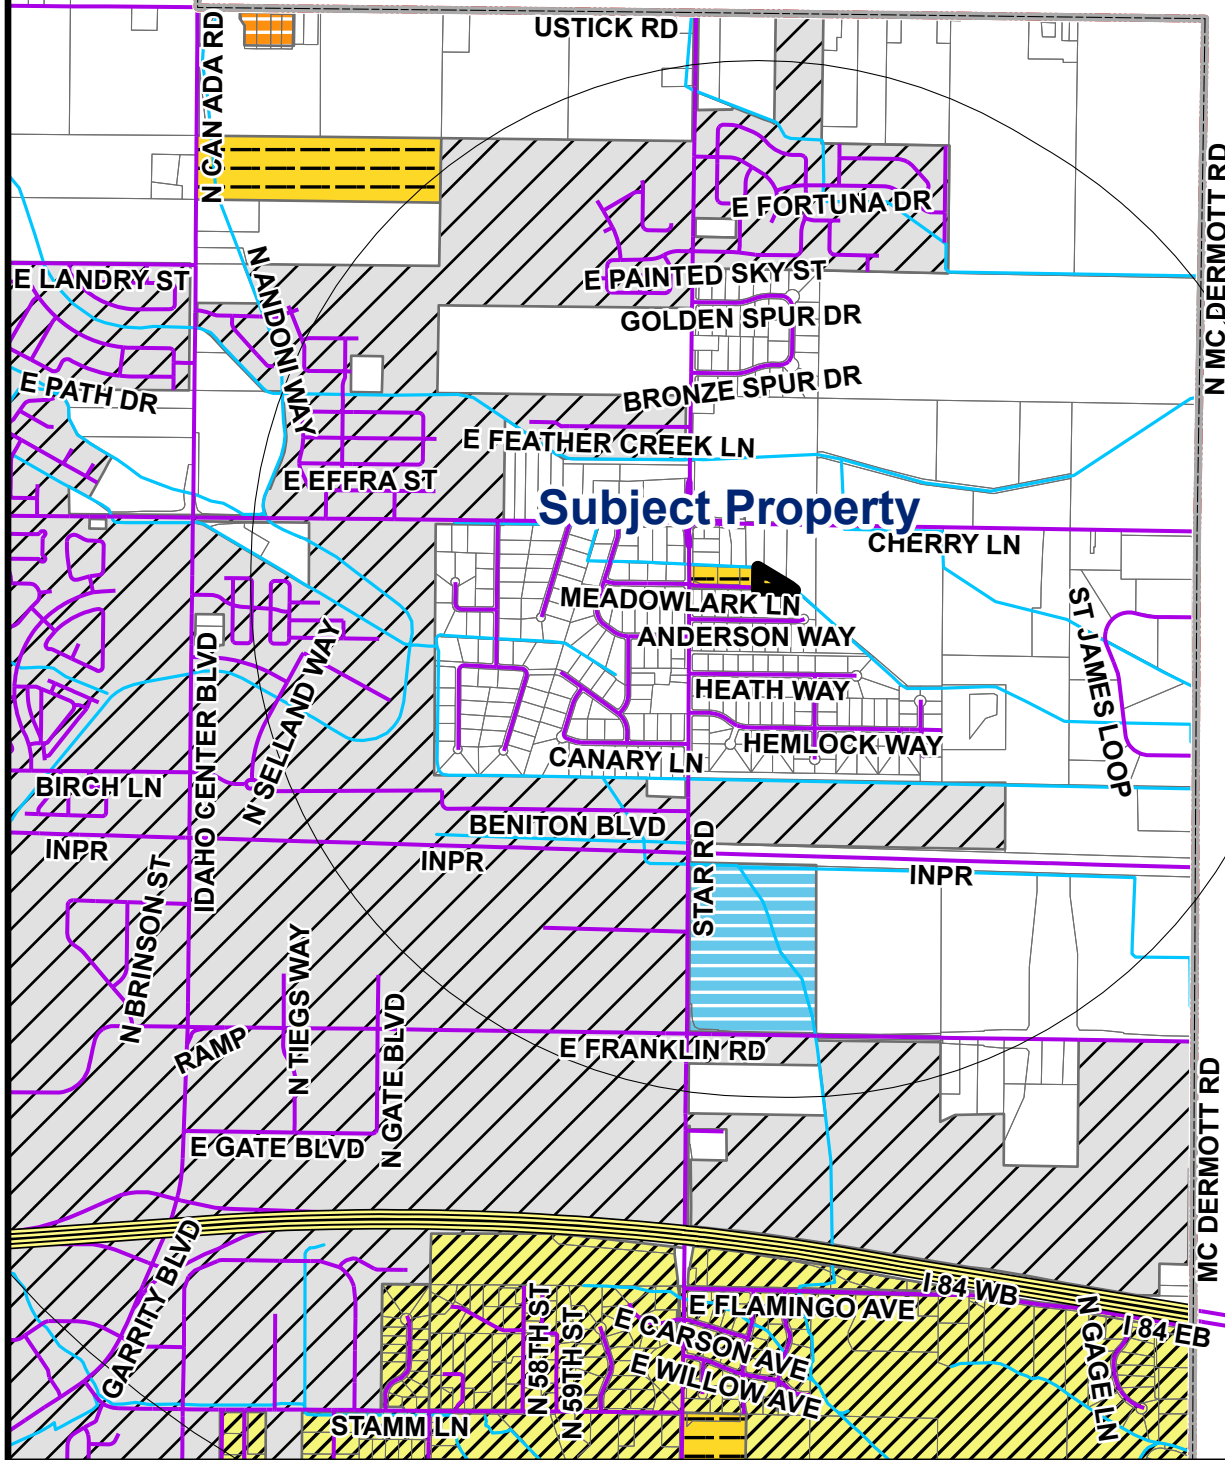 USTICK RD
N CAN ADA RD
N MC DERMOTT RD
E FORTUNA DR
E LANDRY ST
E PAINTED SKY ST
N ANDONI WAY
GOLDEN SPUR DR
E PATH DR
BRONZE SPUR DR
E FEATHER CREEK LN
E EFFRA ST
Subject Property
CHERRY LN
MEADOWLARK LN
ANDERSON WAY
ST JAMES LOOP
HEATH WAY
IDAHO CENTER BLVD
N SELLAND WAY
HEMLOCK WAY
CANARY LN
BIRCH LN
BENITON BLVD
INPR
INPR
INPR
STAR RD
N BRINSON ST
N TIEGS WAY
N GATE BLVD
RAMP
E FRANKLIN RD
E GATE BLVD
MC DERMOTT RD
GARRITY BLVD
I 84 WB
E FLAMINGO AVE
I 84 EB
N 58TH ST
N 59TH ST
E CARSON AVE
E WILLOW AVE
N GAGE LN
STAMM LN